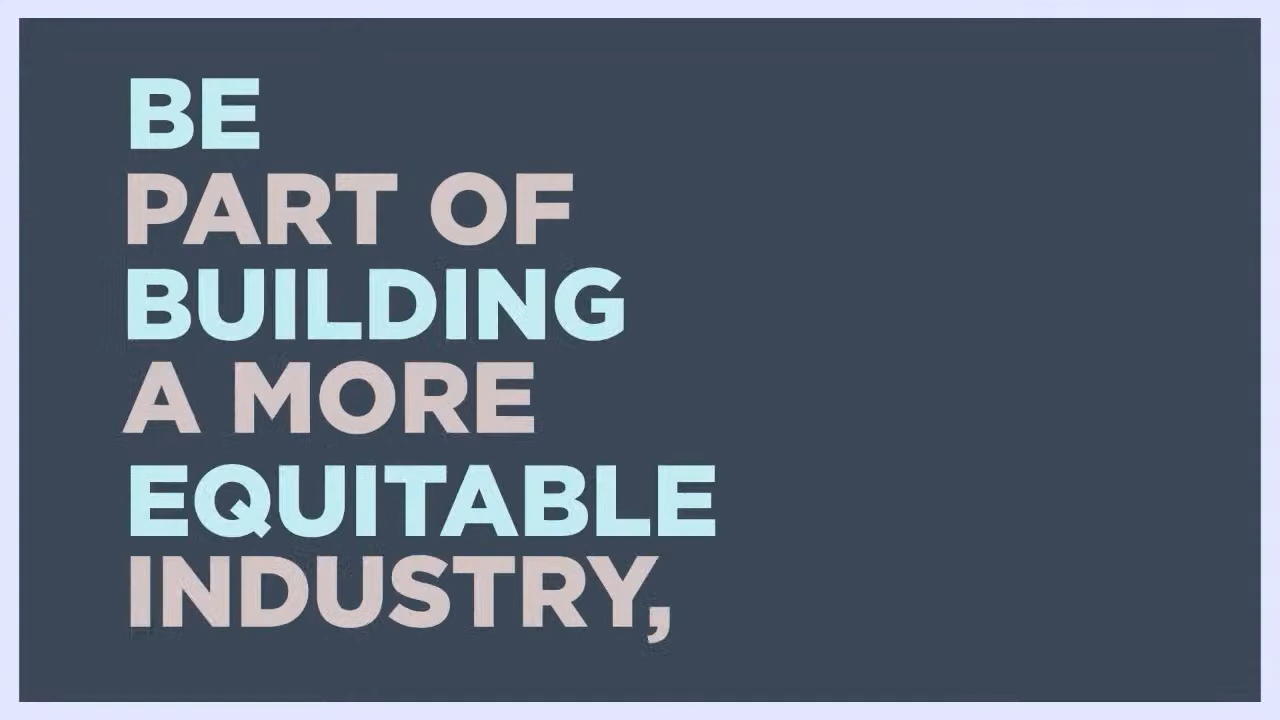 BE
PART OF
BUILDING
A MORE
EQUITABLE
INDUSTRY,